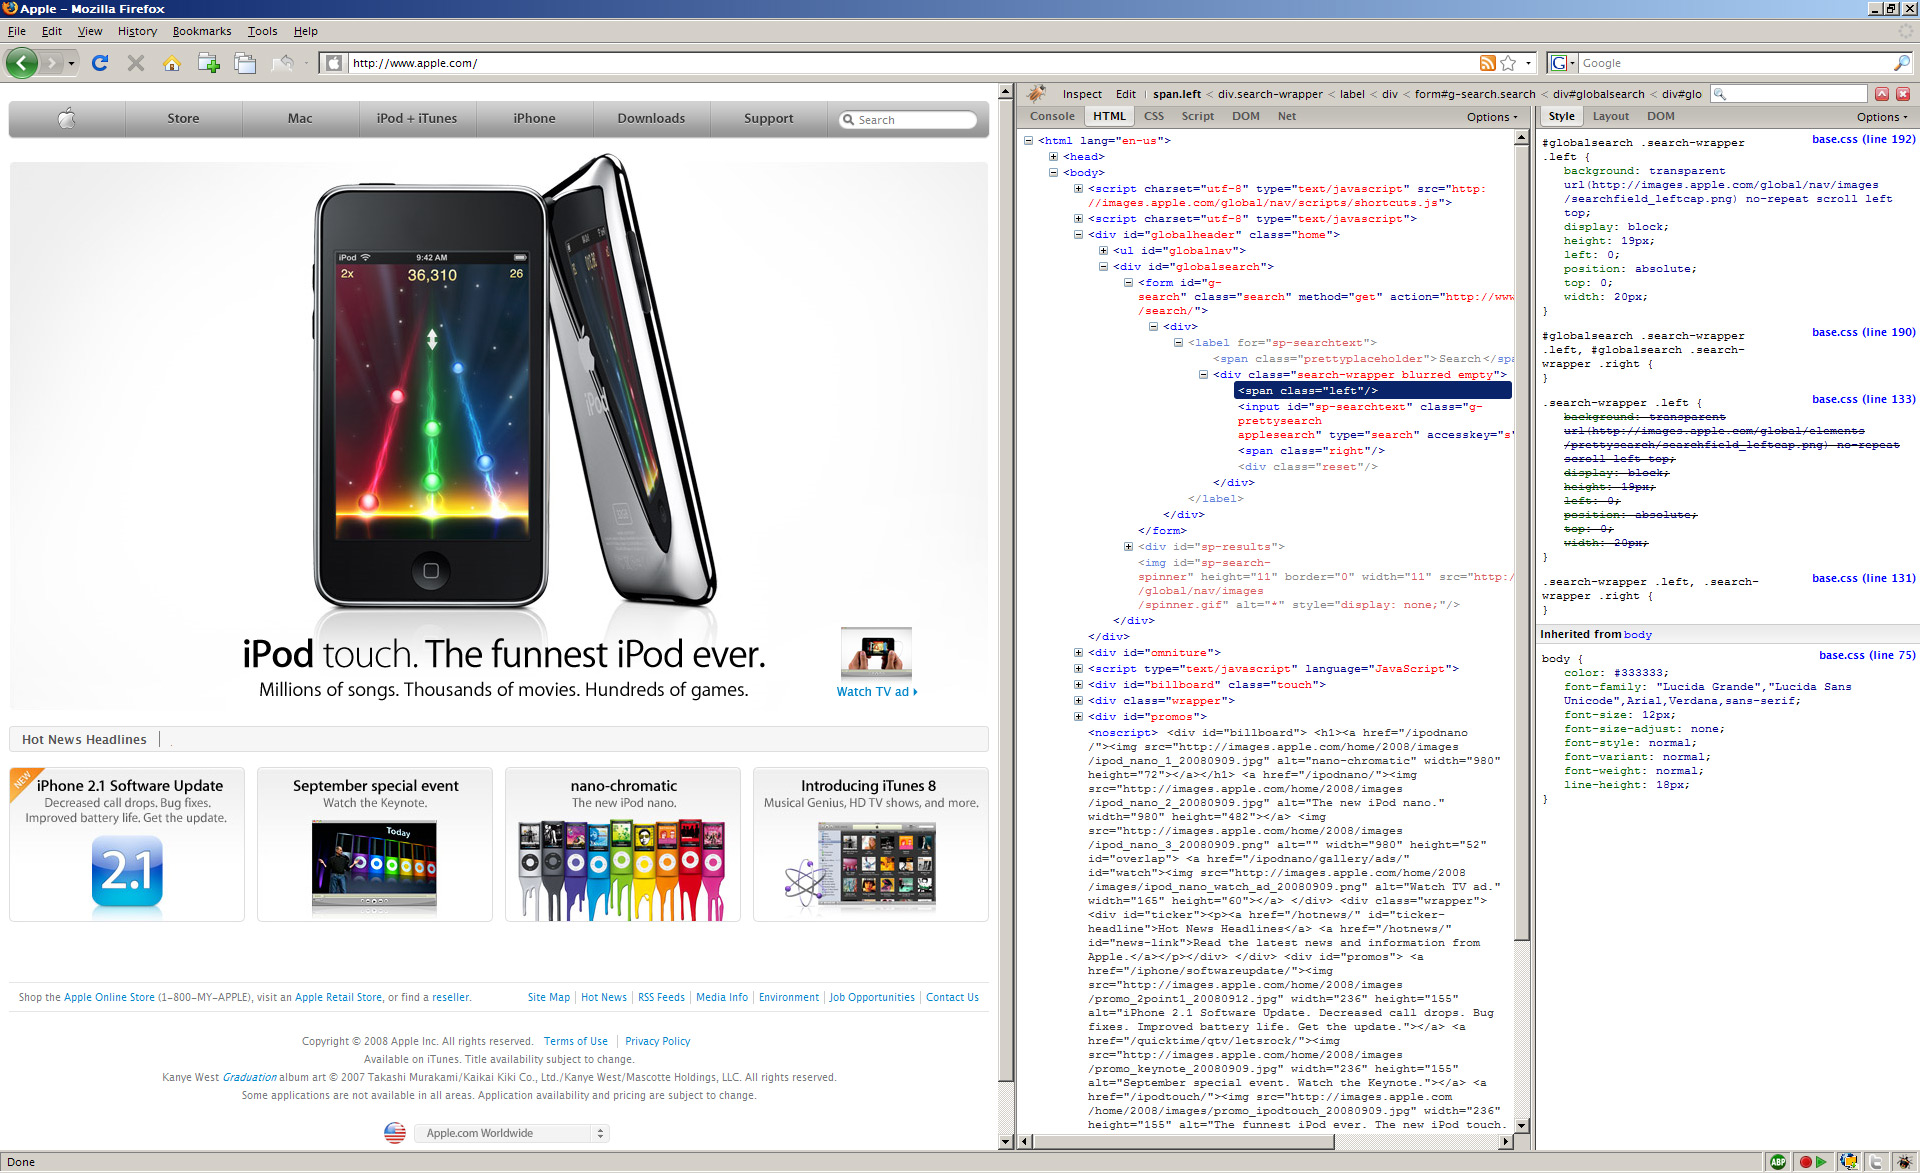 Apple - Mozilla Firefox
File Edit View History Bookmarks Tools Help
http://www.apple.com/
Google
Store Mac iPod + iTunes iPhone Downloads Support Search
iPod 9:42 AM
2x 36,310 26
iPod
iPod touch. The funnest iPod ever.
Millions of songs. Thousands of movies. Hundreds of games.
Watch TV ad
Hot News Headlines
NEW
iPhone 2.1 Software Update
Decreased call drops. Bug fixes.
Improved battery life. Get the update.
2.1
September special event
Watch the Keynote.
Today
nano-chromatic
The new iPod nano.
Introducing iTunes 8
Musical Genius, HD TV shows, and more.
Shop the Apple Online Store (1-800-MY-APPLE), visit an Apple Retail Store, or find a reseller.
Site Map Hot News RSS Feeds Media Info Environment Job Opportunities Contact Us
Copyright © 2008 Apple Inc. All rights reserved. Terms of Use Privacy Policy
Available on iTunes. Title availability subject to change.
Kanye West Graduation album art © 2007 Takashi Murakami/Kaikai Kiki Co., Ltd./Kanye West/Mascotte Holdings, LLC. All rights reserved.
Some applications are not available in all areas. Application availability and pricing are subject to change.
Apple.com Worldwide
Inspect Edit span.left < div.search-wrapper < label < div < form#g-search.search < div#globalsearch < div#glo
Console HTML CSS Script DOM Net Options
<html lang="en-us">
<head>
<body>
<script charset="utf-8" type="text/javascript" src="http:
//images.apple.com/global/nav/scripts/shortcuts.js">
<script charset="utf-8" type="text/javascript">
<div id="globalheader" class="home">
<ul id="globalnav">
<div id="globalsearch">
<form id="g-
search" class="search" method="get" action="http://www
/search/">
<div>
<label for="sp-searchtext">
<span class="prettyplaceholder">Search</spa
<div class="search-wrapper blurred empty">
<span class="left"/>
<input id="sp-searchtext" class="g-
prettysearch
applesearch" type="search" accesskey="s"
<span class="right"/>
<div class="reset"/>
</div>
</label>
</div>
</form>
<div id="sp-results">
<img id="sp-search-
spinner" height="11" border="0" width="11" src="http:/
/global/nav/images
/spinner.gif" alt="*" style="display: none;"/>
</div>
</div>
<div id="omniture">
<script type="text/javascript" language="JavaScript">
<div id="billboard" class="touch">
<div class="wrapper">
<div id="promos">
<noscript> <div id="billboard"> <h1><a href="/ipodnano
/"><img src="http://images.apple.com/home/2008/images
/ipod_nano_1_20080909.jpg" alt="nano-chromatic" width="980"
height="72"></a></h1> <a href="/ipodnano/"><img
src="http://images.apple.com/home/2008/images
/ipod_nano_2_20080909.jpg" alt="The new iPod nano."
width="980" height="482"></a> <img
src="http://images.apple.com/home/2008/images
/ipod_nano_3_20080909.png" alt="" width="980" height="52"
id="overlap"> <a href="/ipodnano/gallery/ads/"
id="watch"><img src="http://images.apple.com/home/2008
/images/ipod_nano_watch_ad_20080909.png" alt="Watch TV ad."
width="165" height="60"></a> </div> <div class="wrapper">
<div id="ticker"><p><a href="/hotnews/" id="ticker-
headline">Hot News Headlines</a> <a href="/hotnews/"
id="news-link">Read the latest news and information from
Apple.</a></p></div> </div> <div id="promos"> <a
href="/iphone/softwareupdate/"><img
src="http://images.apple.com/home/2008/images
/promo_2point1_20080912.jpg" width="236" height="155"
alt="iPhone 2.1 Software Update. Decreased call drops. Bug
fixes. Improved battery life. Get the update."></a> <a
href="/quicktime/qtv/letsrock/"><img
src="http://images.apple.com/home/2008/images
/promo_keynote_20080909.jpg" width="236" height="155"
alt="September special event. Watch the Keynote."></a> <a
href="/ipodtouch/"><img src="http://images.apple.com
/home/2008/images/promo_ipodtouch_20080909.jpg" width="236"
height="155" alt="The funnest iPod ever. The new iPod touch.
Style Layout DOM Options
#globalsearch .search-wrapper base.css (line 192)
.left {
background: transparent
url(http://images.apple.com/global/nav/images
/searchfield_leftcap.png) no-repeat scroll left
top;
display: block;
height: 19px;
left: 0;
position: absolute;
top: 0;
width: 20px;
}
#globalsearch .search-wrapper base.css (line 190)
.left, #globalsearch .search-
wrapper .right {
}
.search-wrapper .left { base.css (line 133)
background: transparent
url(http://images.apple.com/global/elements
/prettysearch/searchfield_leftcap.png) no-repeat
scroll left top;
display: block;
height: 19px;
left: 0;
position: absolute;
top: 0;
width: 20px;
}
.search-wrapper .left, .search- base.css (line 131)
wrapper .right {
}
Inherited from body
body { base.css (line 75)
color: #333333;
font-family: "Lucida Grande","Lucida Sans
Unicode",Arial,Verdana,sans-serif;
font-size: 12px;
font-size-adjust: none;
font-style: normal;
font-variant: normal;
font-weight: normal;
line-height: 18px;
}
Done
ABP